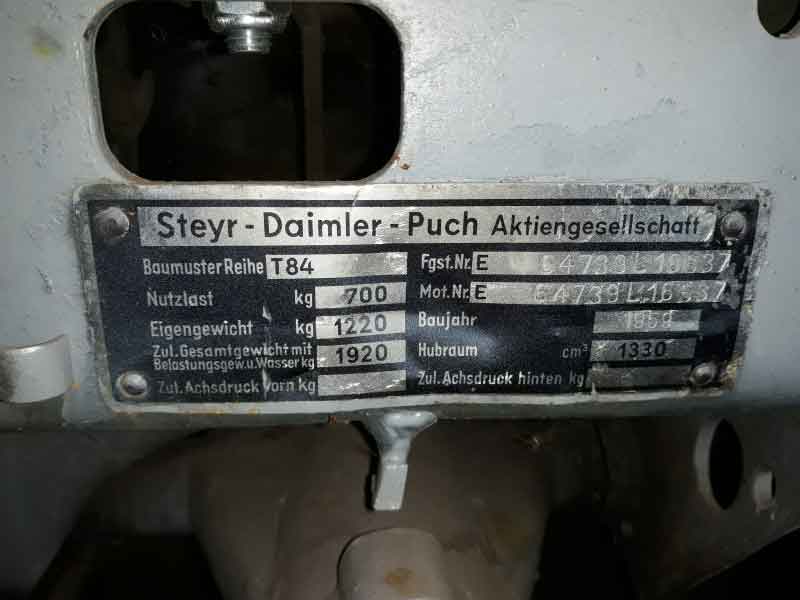 Steyr - Daimler - Puch Aktiengesellschaft
Baumuster Reihe T84 Fgst.Nr. E
Nutzlast kg 700 Mot.Nr. E
Eigengewicht kg 1220 Baujahr
Zul. Gesamtgewicht mit Belastungsgew.u.Wasser kg 1920 Hubraum cm³ 1330
Zul. Achsdruck vorn kg Zul. Achsdruck hinten kg